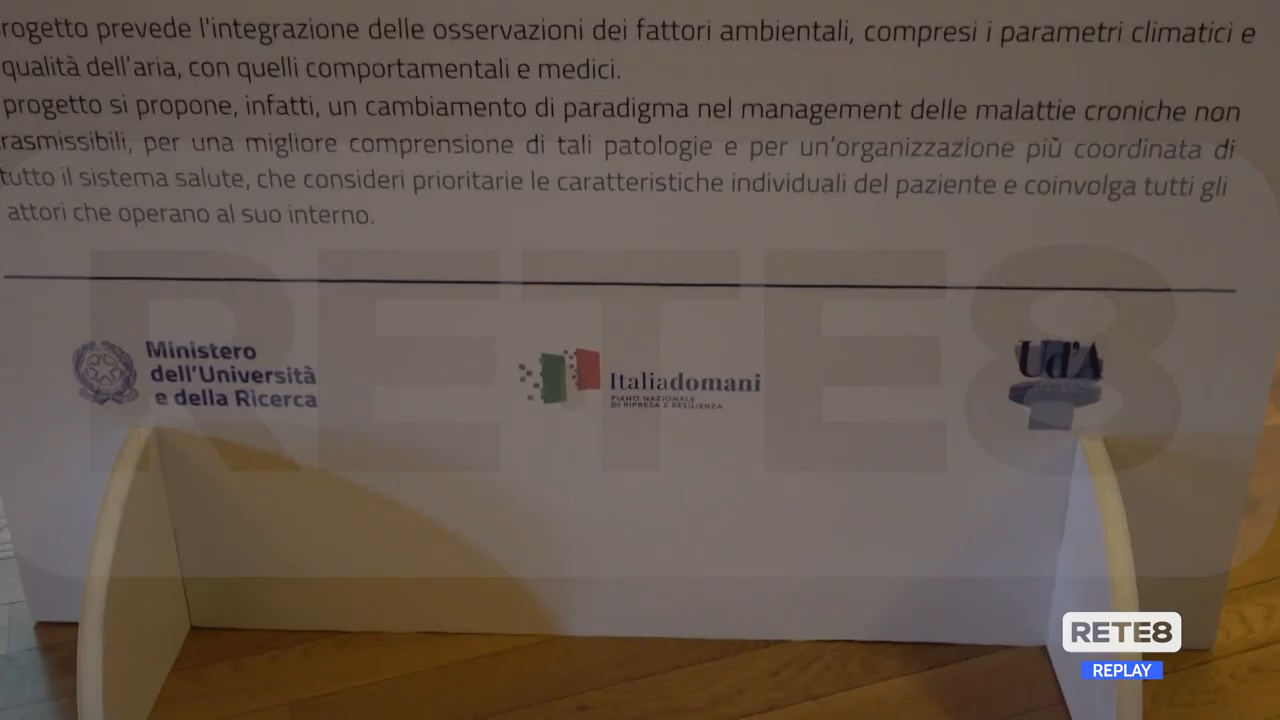 rogetto prevede l'integrazione delle osservazioni dei fattori ambientali, compresi i parametri climatici e
qualità dell'aria, con quelli comportamentali e medici.
progetto si propone, infatti, un cambiamento di paradigma nel management delle malattie croniche non
rasmissibili, per una migliore comprensione di tali patologie e per un'organizzazione più coordinata di
tutto il sistema salute, che consideri prioritarie le caratteristiche individuali del paziente e coinvolga tutti gli
attori che operano al suo interno.
RETE8
Ministero
dell'Università
e della Ricerca
Italiadomani
PIANO NAZIONALE
DI RIPRESA E RESILIENZA
Ud'A
RETE8
REPLAY